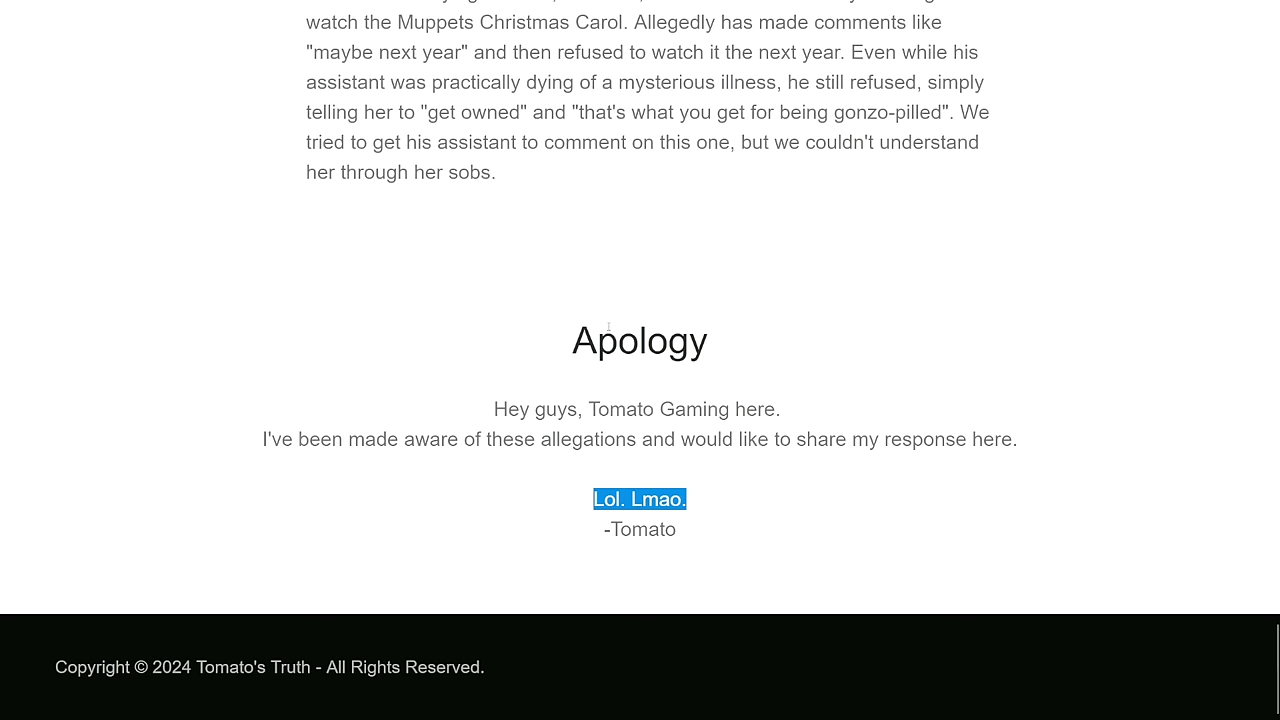 watch the Muppets Christmas Carol. Allegedly has made comments like
"maybe next year" and then refused to watch it the next year. Even while his
assistant was practically dying of a mysterious illness, he still refused, simply
telling her to "get owned" and "that's what you get for being gonzo-pilled". We
tried to get his assistant to comment on this one, but we couldn't understand
her through her sobs.
Apology
Hey guys, Tomato Gaming here.
I've been made aware of these allegations and would like to share my response here.
Lol. Lmao.
-Tomato
Copyright © 2024 Tomato's Truth - All Rights Reserved.